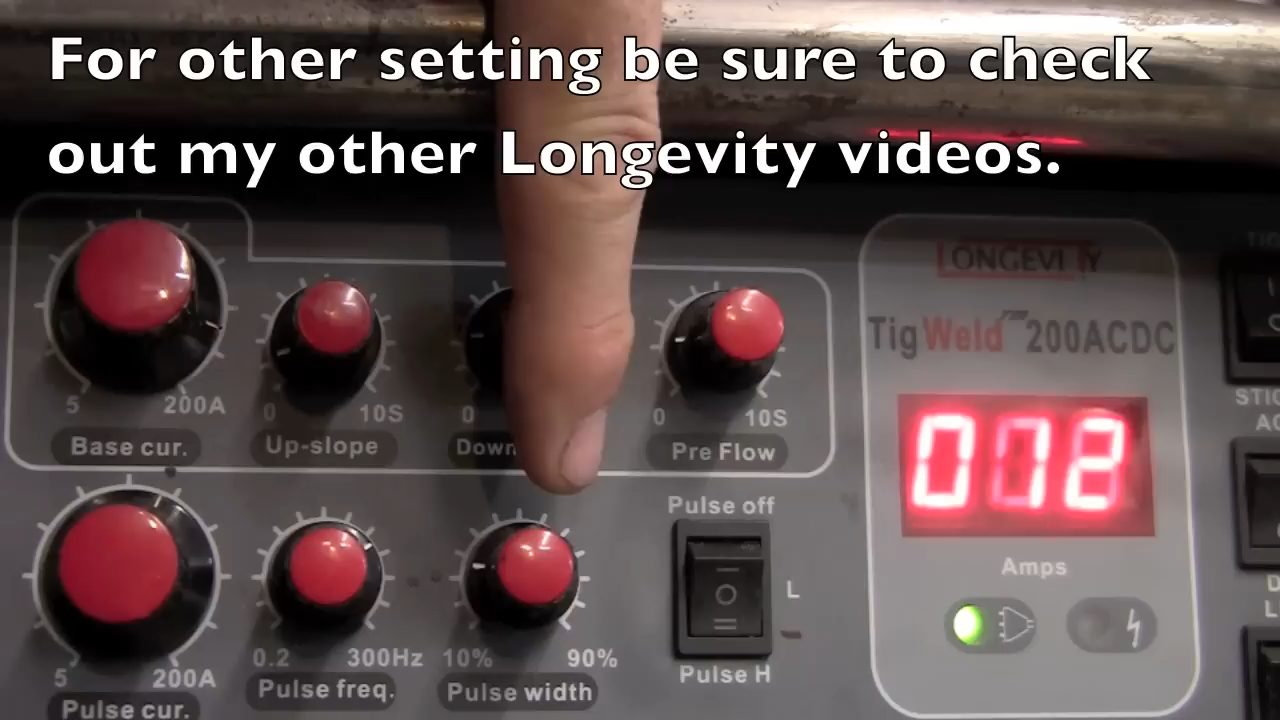 For other setting be sure to check
out my other Longevity videos.
LONGEVITY
TigWeld 200ACDC
5 200A
Base cur.
0 10S
Up-slope
0
Down
0 10S
Pre Flow
Amps
5 200A
Pulse cur.
0.2 300Hz
Pulse freq.
10% 90%
Pulse width
Pulse off
L
Pulse H